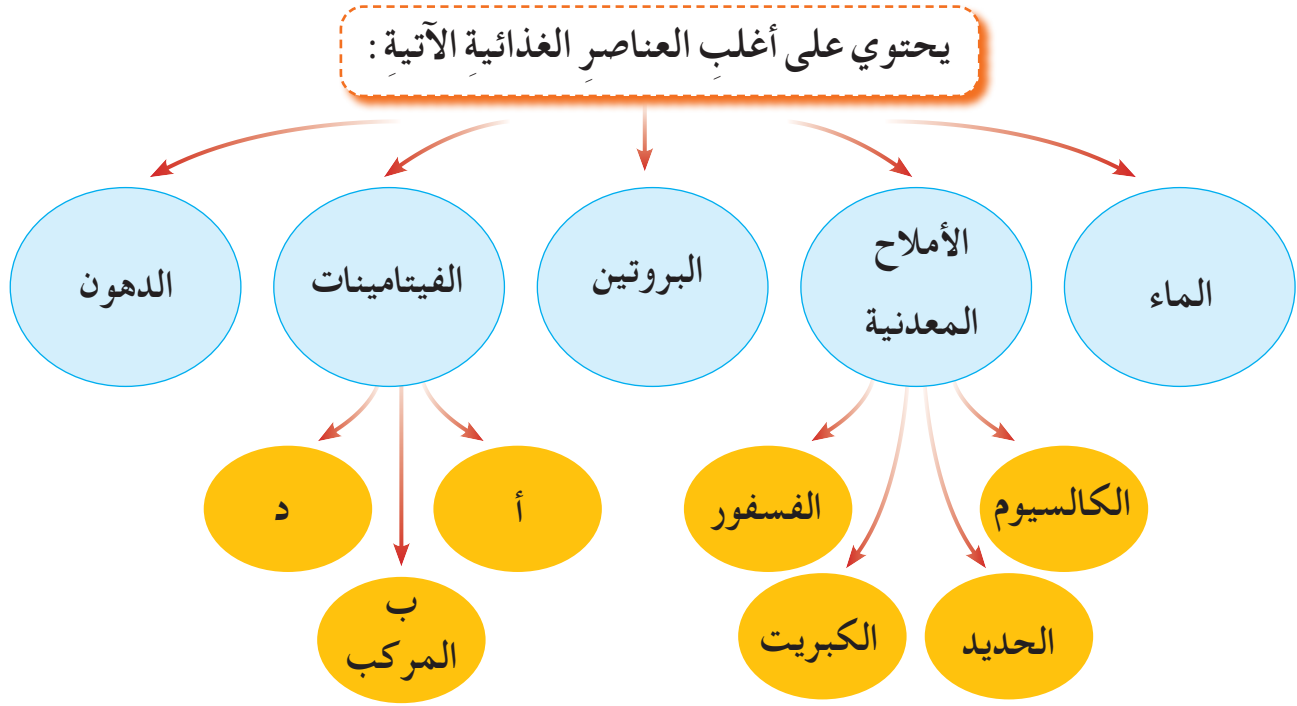 يحتوي على أغلبِ العناصرِ الغذائيةِ الآتيةِ :
الماء
الأملاح
المعدنية
البروتين
الفيتامينات
الدهون
الكالسيوم
الحديد
الكبريت
الفسفور
أ
ب
المركب
د